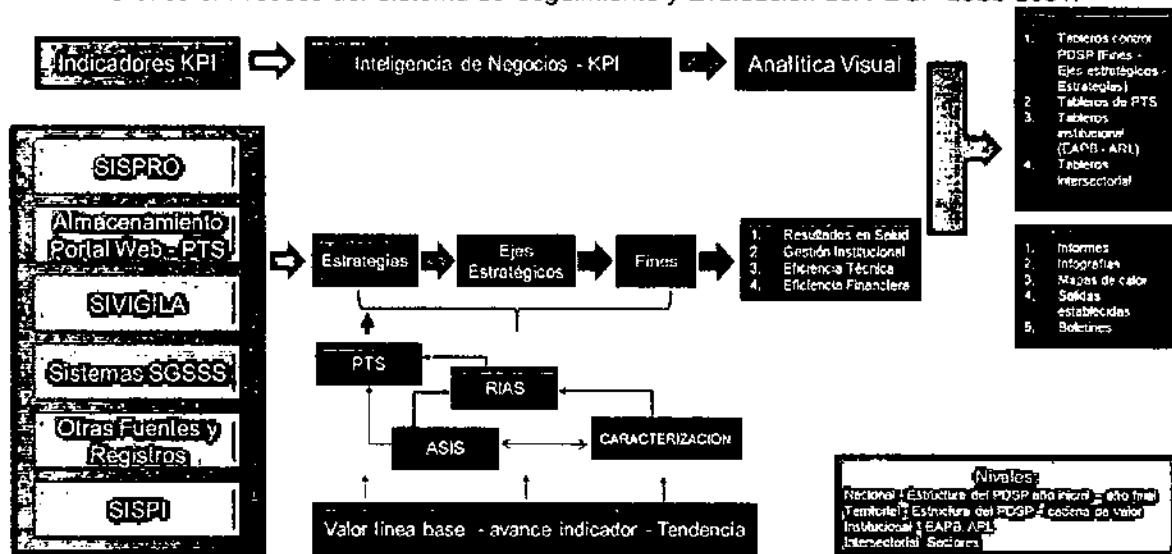 Indicadores KPI
Inteligencia de Negocios - KPI
Analítica Visual
1. Tableros control
PDSP (Fines -
Ejes estratégicos -
Estrategias)
2 Tableros de PTS
3. Tableros
institucional
(EAPB - ARL)
4. Tableros
Intersectorial
SISPRO
Almacenamiento
Portal Web - PTS
SIVIGILA
Sistemas SGSSS
Otras Fuentes y
Registros
SISPI
Estrategias
Ejes
Estratégicos
Fines
1. Resultados en Salud
2 Gestión Institucional
3. Eficiencia Técnica
4. Eficiencia Financiera
1. Informes
2. Infografías
3. Mapas de calor
4. Salidas
establecidas
5. Boletines
PTS
RIAS
ASIS
CARACTERIZACION
Valor línea base - avance indicador - Tendencia
Niveles:
Nacional: Estructura del PDSP año inicial - año final
Territorial: Estructura del PDSP - cadena de valor
Institucional: EAPB, ARL
Intersectorial: Sectores